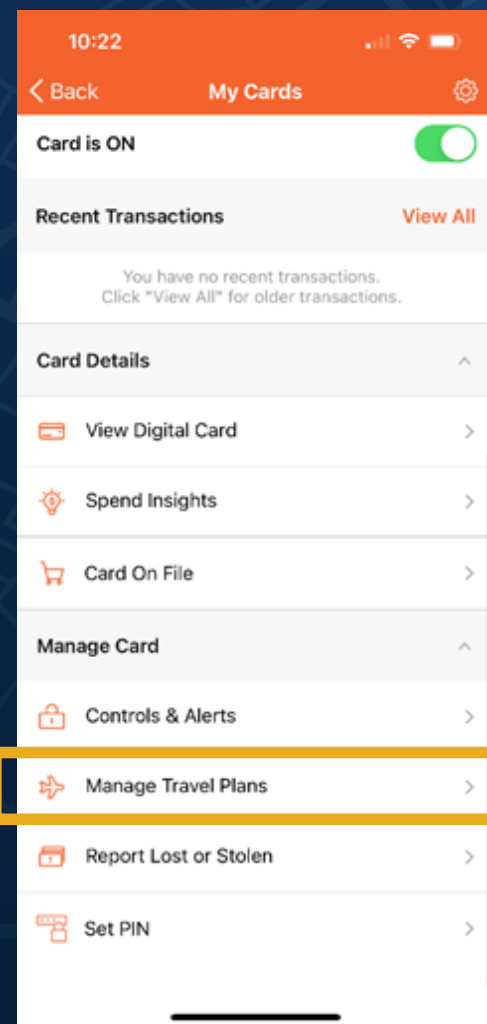 10:22
Back My Cards
Card is ON
Recent Transactions View All
You have no recent transactions.
Click "View All" for older transactions.
Card Details
View Digital Card
Spend Insights
Card On File
Manage Card
Controls & Alerts
Manage Travel Plans
Report Lost or Stolen
Set PIN